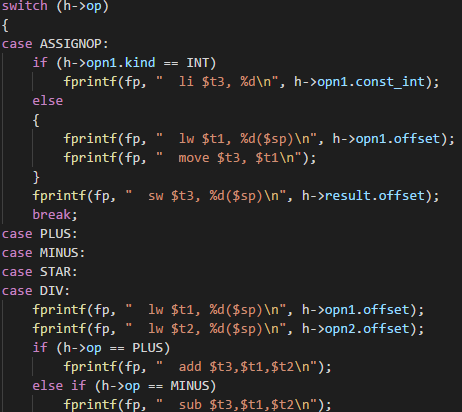 switch (h->op)
{
case ASSIGNOP:
    if (h->opn1.kind == INT)
        fprintf(fp, "  li $t3, %d\n", h->opn1.const_int);
    else
    {
        fprintf(fp, "  lw $t1, %d($sp)\n", h->opn1.offset);
        fprintf(fp, "  move $t3, $t1\n");
    }
    fprintf(fp, "  sw $t3, %d($sp)\n", h->result.offset);
    break;
case PLUS:
case MINUS:
case STAR:
case DIV:
    fprintf(fp, "  lw $t1, %d($sp)\n", h->opn1.offset);
    fprintf(fp, "  lw $t2, %d($sp)\n", h->opn2.offset);
    if (h->op == PLUS)
        fprintf(fp, "  add $t3,$t1,$t2\n");
    else if (h->op == MINUS)
        fprintf(fp, "  sub $t3,$t1,$t2\n");